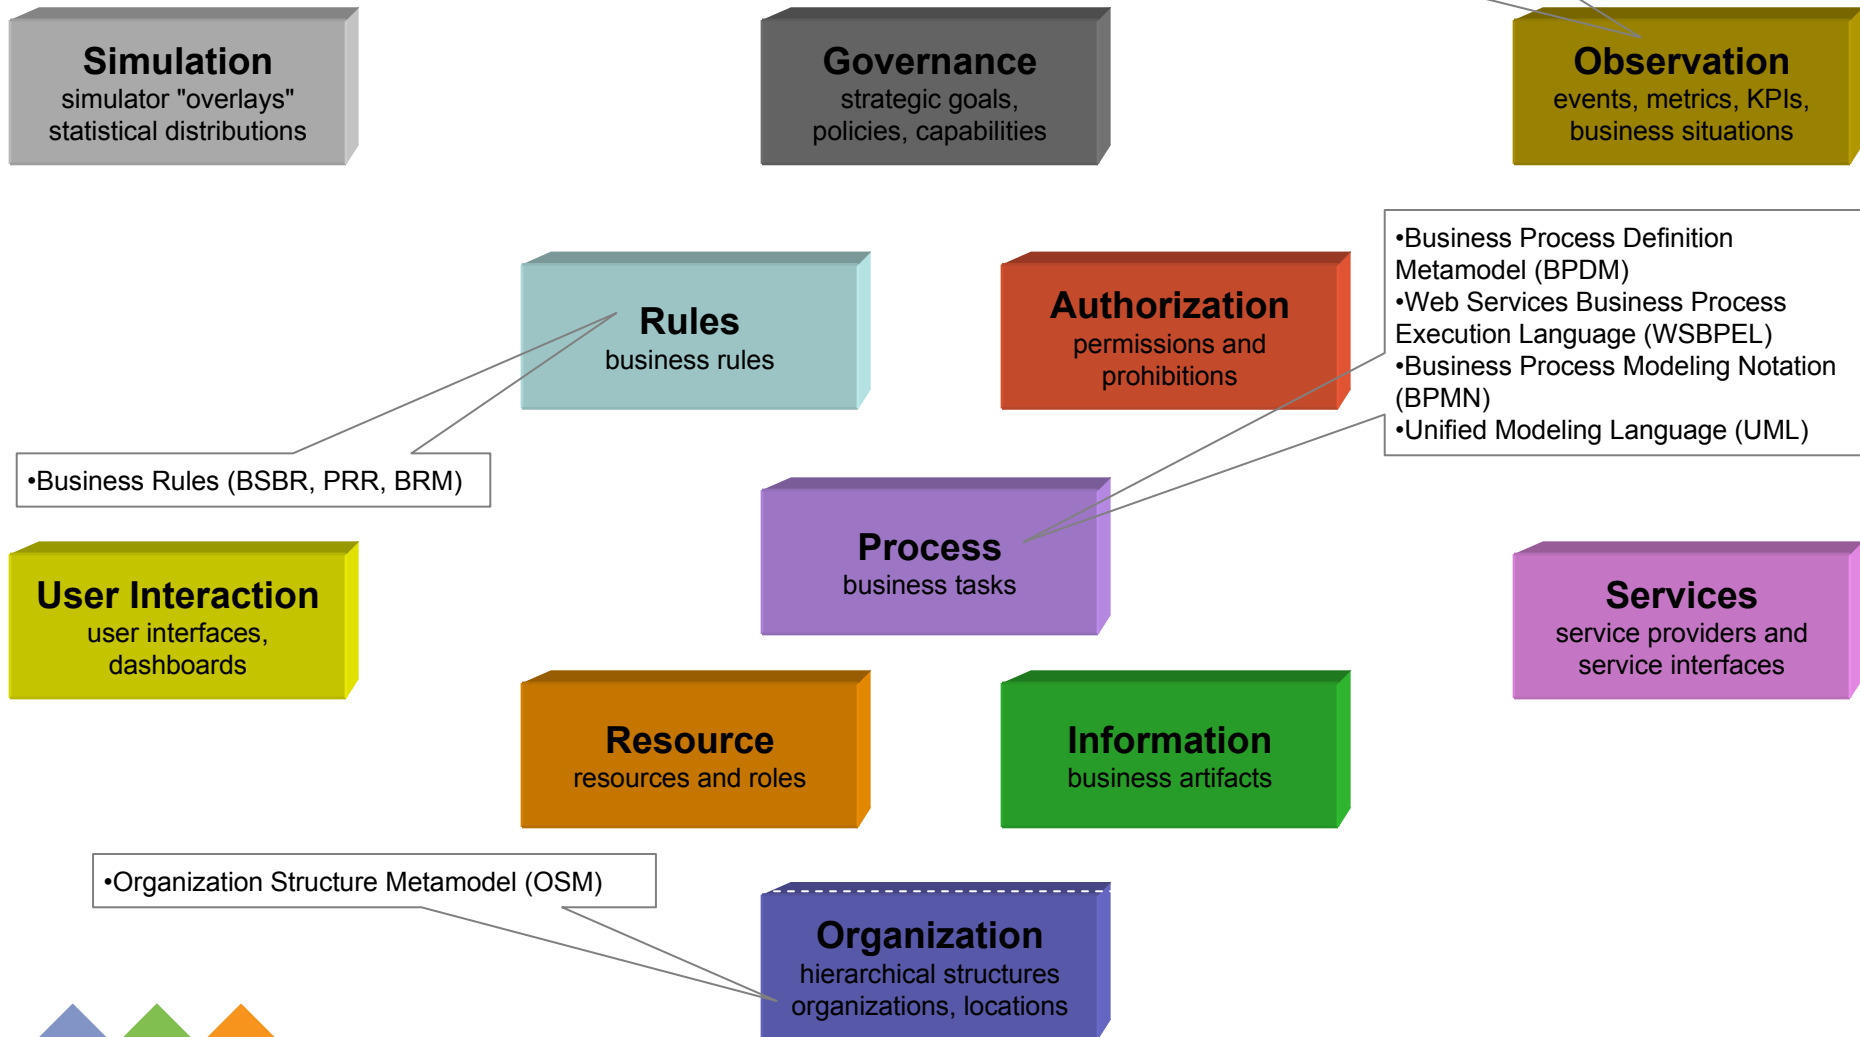 Simulation
simulator "overlays"
statistical distributions
Governance
strategic goals,
policies, capabilities
Observation
events, metrics, KPIs,
business situations
Rules
business rules
Authorization
permissions and
prohibitions
•Business Process Definition
Metamodel (BPDM)
•Web Services Business Process
Execution Language (WSBPEL)
•Business Process Modeling Notation
(BPMN)
•Unified Modeling Language (UML)
•Business Rules (BSBR, PRR, BRM)
Process
business tasks
User Interaction
user interfaces,
dashboards
Services
service providers and
service interfaces
Resource
resources and roles
Information
business artifacts
•Organization Structure Metamodel (OSM)
Organization
hierarchical structures
organizations, locations